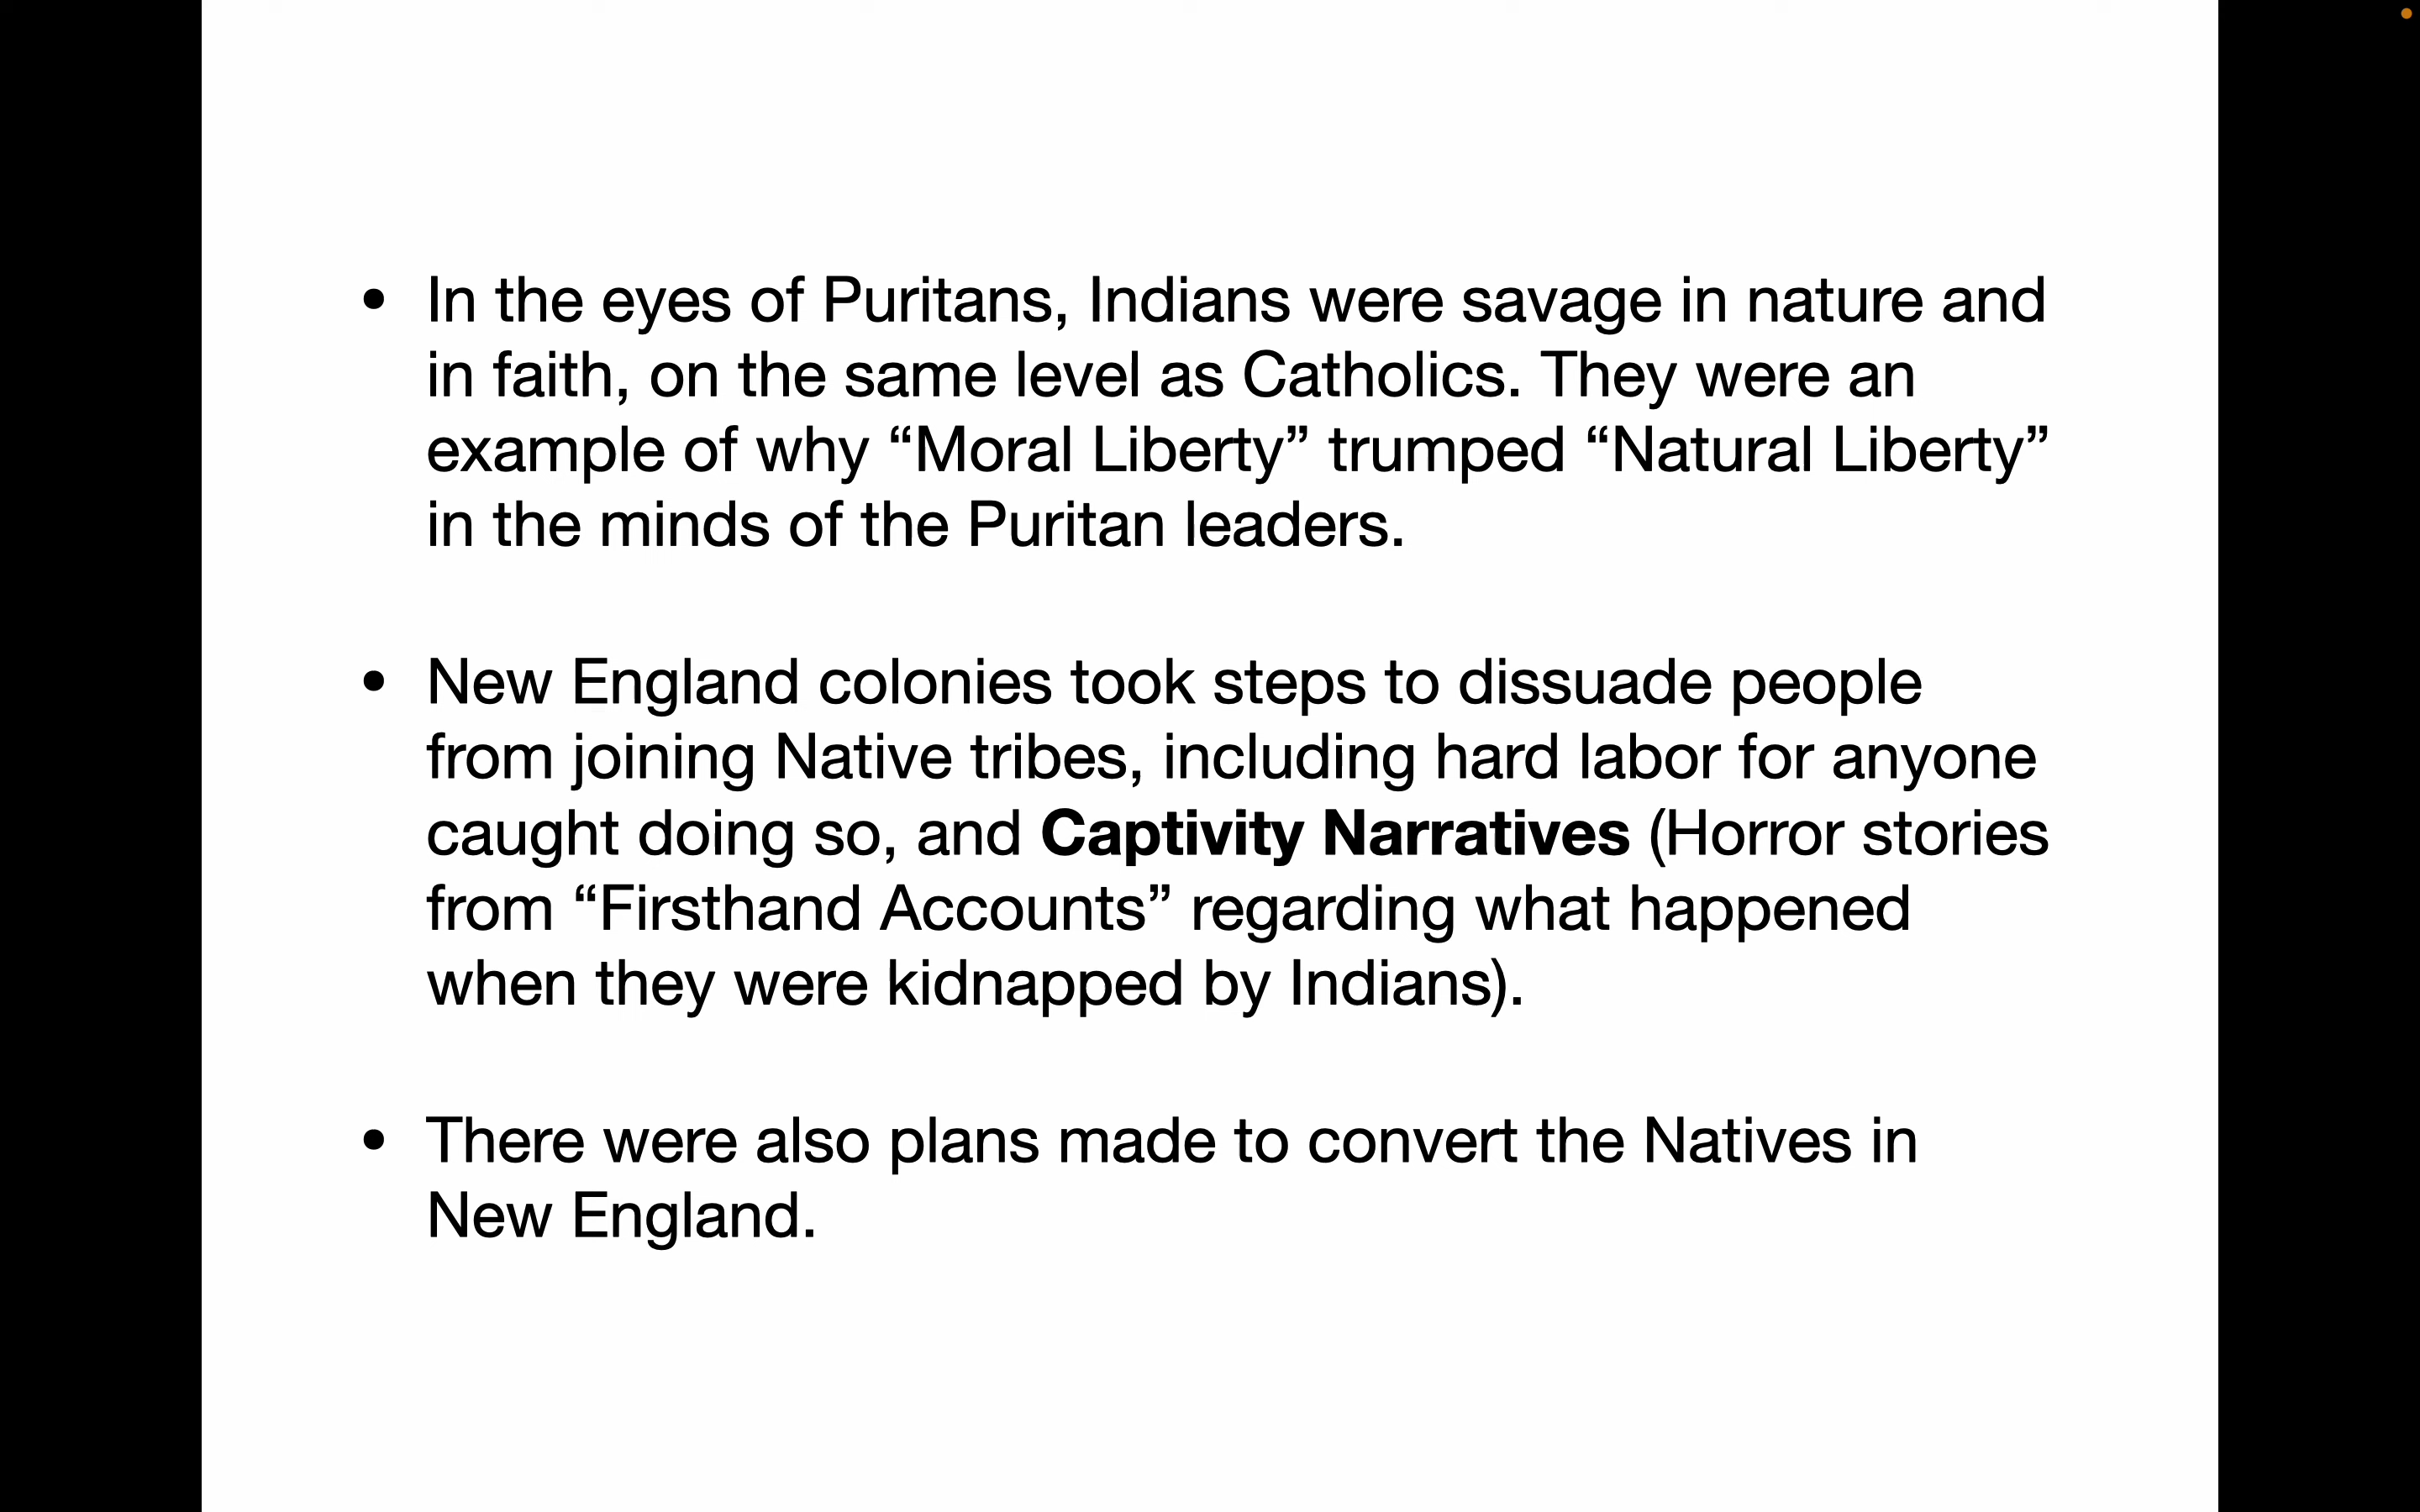 • In the eyes of Puritans, Indians were savage in nature and
in faith, on the same level as Catholics. They were an
example of why “Moral Liberty” trumped “Natural Liberty”
in the minds of the Puritan leaders.
• New England colonies took steps to dissuade people
from joining Native tribes, including hard labor for anyone
caught doing so, and Captivity Narratives (Horror stories
from “Firsthand Accounts” regarding what happened
when they were kidnapped by Indians).
• There were also plans made to convert the Natives in
New England.